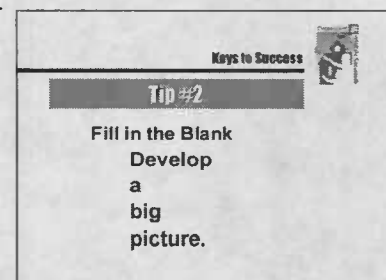 Keys to Success
Tip #2
Fill in the Blank
Develop
a
big
picture.